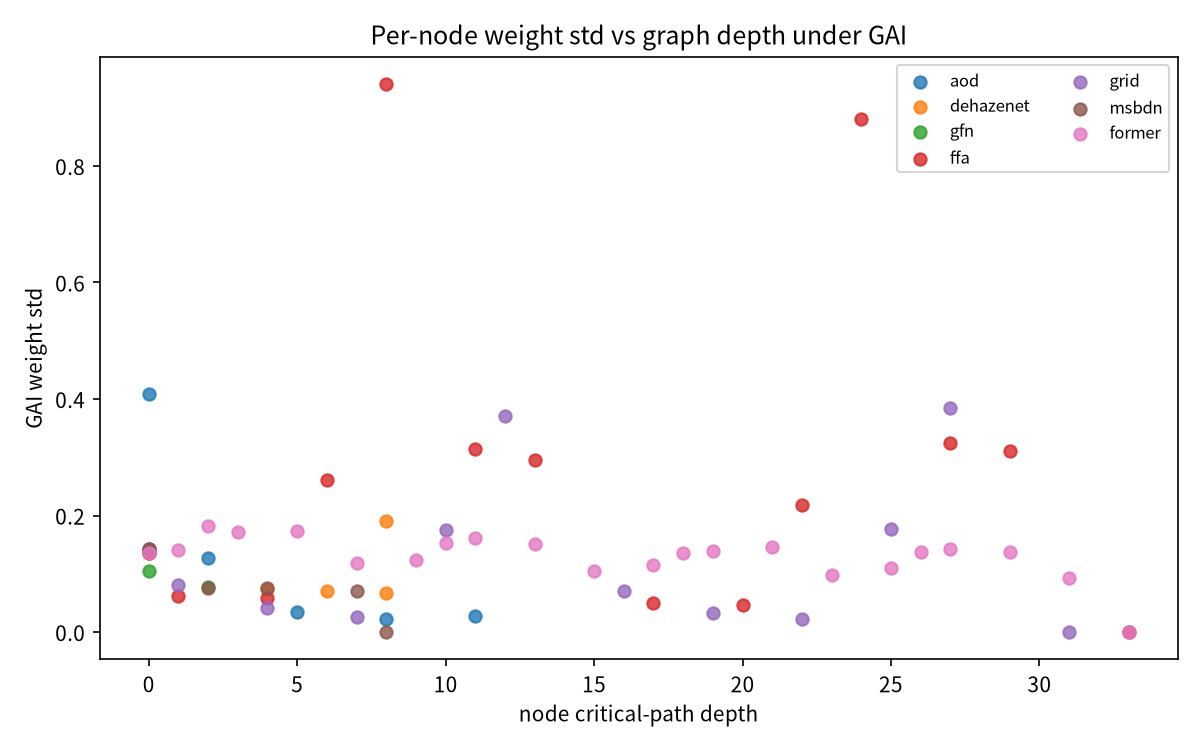 Per-node weight std vs graph depth under GAI
aod
dehazenet
gfn
ffa
grid
msbdn
former
GAI weight std
0.8
0.6
0.4
0.2
0.0
0 5 10 15 20 25 30
node critical-path depth